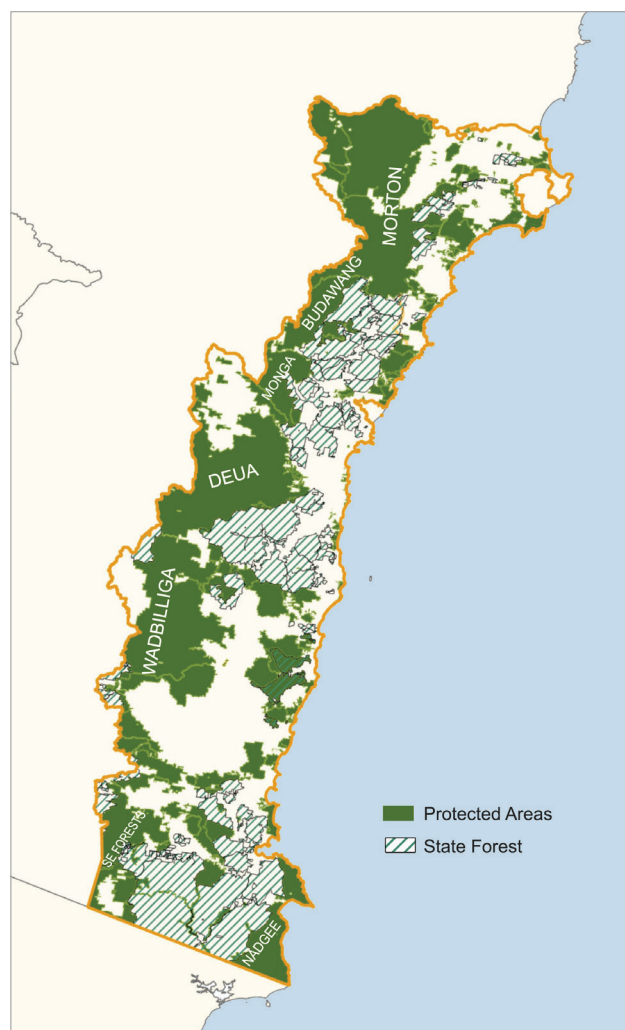 MORTON
BUDAWANG
MONGA
DEUA
WADBILLIGA
Protected Areas
State Forest
SE FORESTS
NADGEE